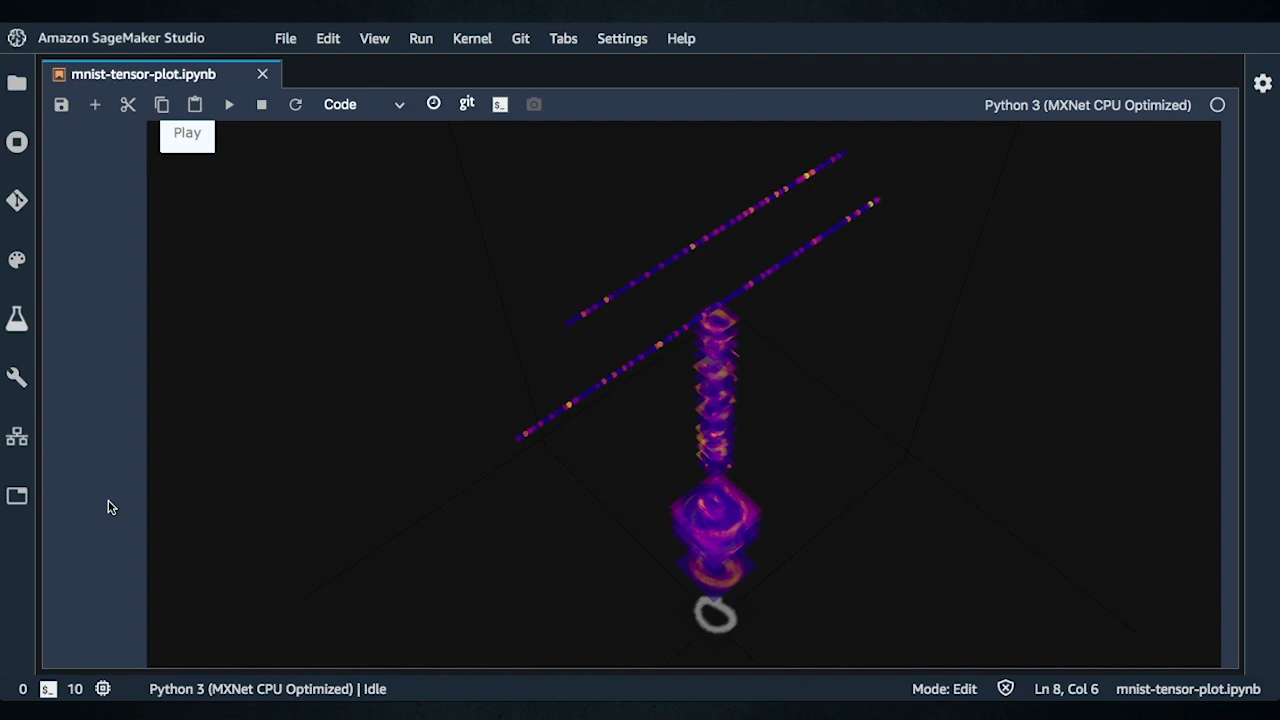 Amazon SageMaker Studio File Edit View Run Kernel Git Tabs Settings Help
mnist-tensor-plot.ipynb
Code git Python 3 (MXNet CPU Optimized)
Play
0 10 Python 3 (MXNet CPU Optimized) | Idle Mode: Edit Ln 8, Col 6 mnist-tensor-plot.ipynb